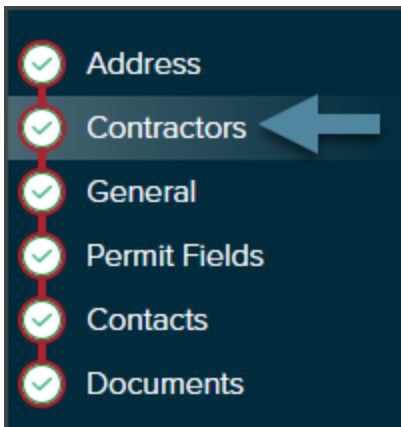 Address
Contractors
General
Permit Fields
Contacts
Documents